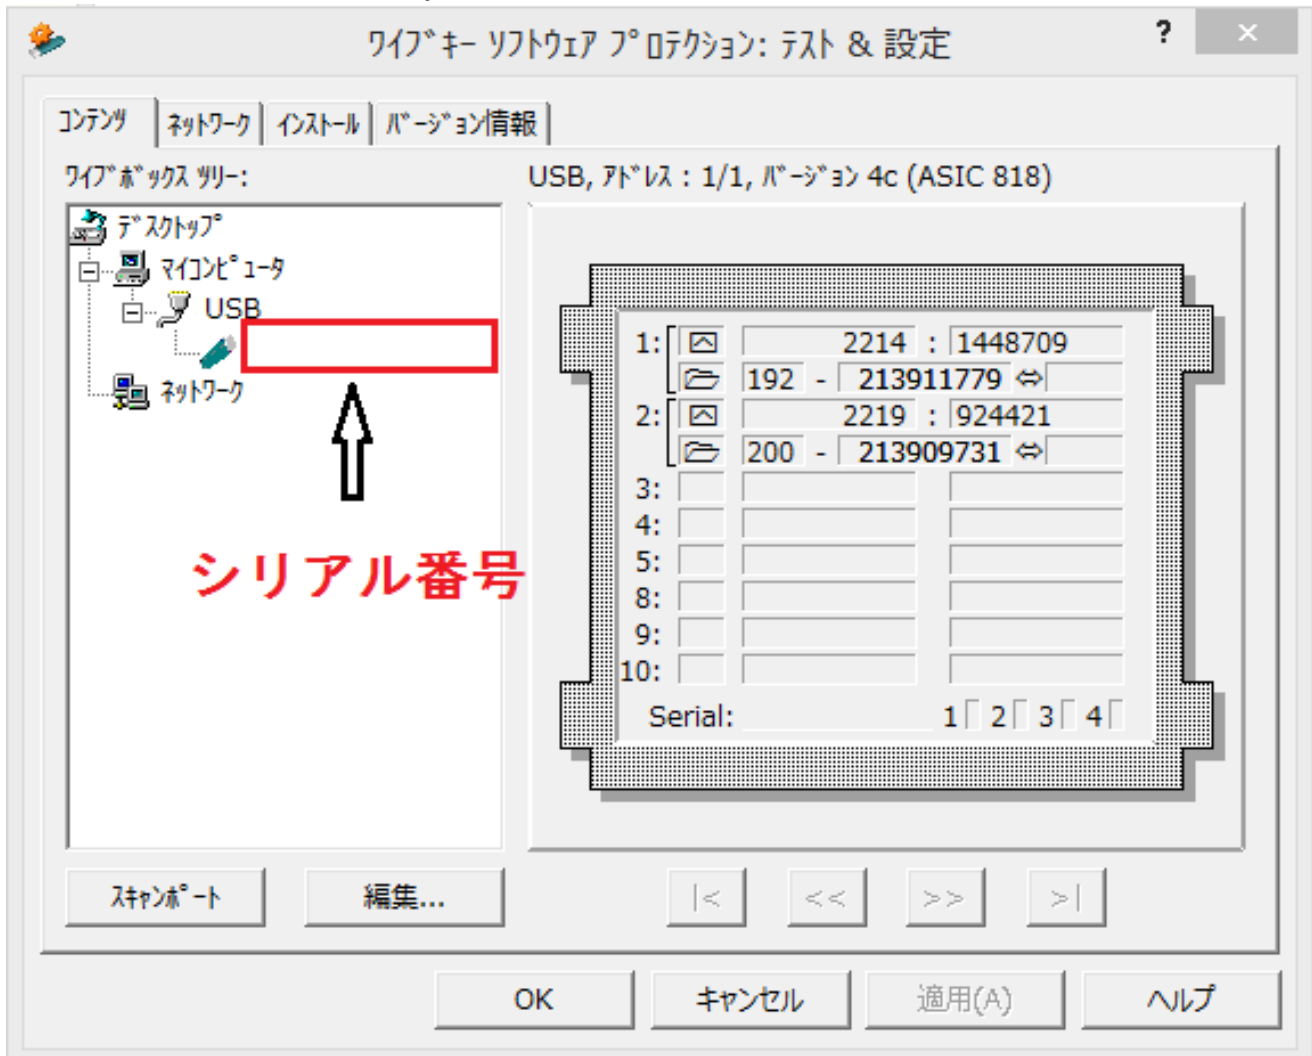 ﾜｲﾌﾞｷｰ ｿﾌﾄｳｪｱ ﾌﾟﾛﾃｸｼｮﾝ: ﾃｽﾄ & 設定 ? ×
ｺﾝﾃﾝﾂ ﾈｯﾄﾜｰｸ ｲﾝｽﾄｰﾙ ﾊﾞｰｼﾞｮﾝ情報
ﾜｲﾌﾞﾎﾞｯｸｽ ﾂﾘｰ:
ﾃﾞｽｸﾄｯﾌﾟ
ﾏｲｺﾝﾋﾟｭｰﾀ
USB
ﾈｯﾄﾜｰｸ
シリアル番号
USB, ｱﾄﾞﾚｽ : 1/1, ﾊﾞｰｼﾞｮﾝ 4c (ASIC 818)
1: 2214 : 1448709
192 - 213911779 ⇔
2: 2219 : 924421
200 - 213909731 ⇔
3:
4:
5:
8:
9:
10:
Serial: 1 2 3 4
ｽｷｬﾝﾎﾟｰﾄ 編集... |< << >> >|
OK ｷｬﾝｾﾙ 適用(A) ﾍﾙﾌﾟ